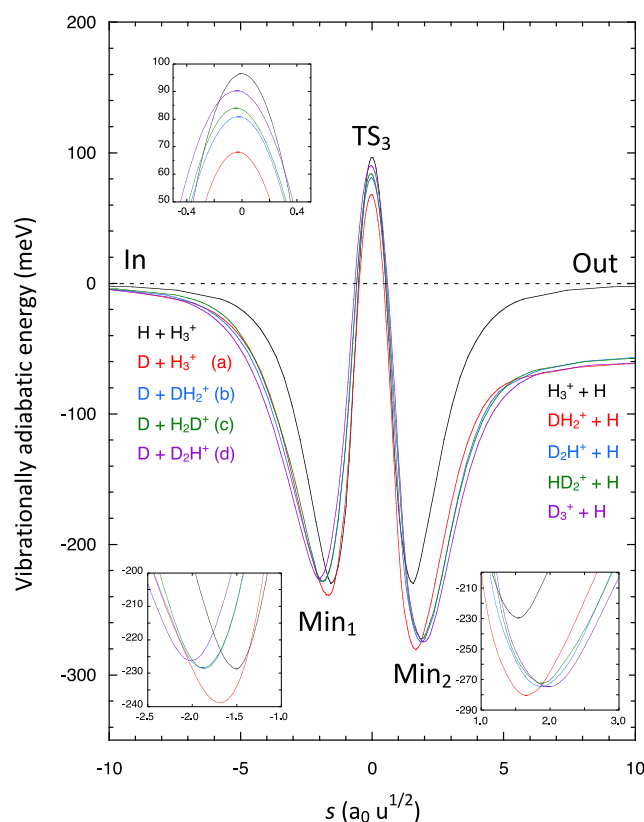 200
100
0
-100
-200
-300
Vibrationally adiabatic energy (meV)
100
90
80
70
60
50
-0.4
0
0.4
TS₃
In
Out
H + H₃⁺
D + H₃⁺ (a)
D + DH₂⁺ (b)
D + H₂D⁺ (c)
D + D₂H⁺ (d)
H₃⁺ + H
DH₂⁺ + H
D₂H⁺ + H
HD₂⁺ + H
D₃⁺ + H
-200
-210
-220
-230
-240
-2.5
-2.0
-1.5
-1.0
Min₁
Min₂
-210
-230
-250
-270
-290
1.0
2.0
3.0
-10
-5
0
5
10
s (a₀ u^1/2)